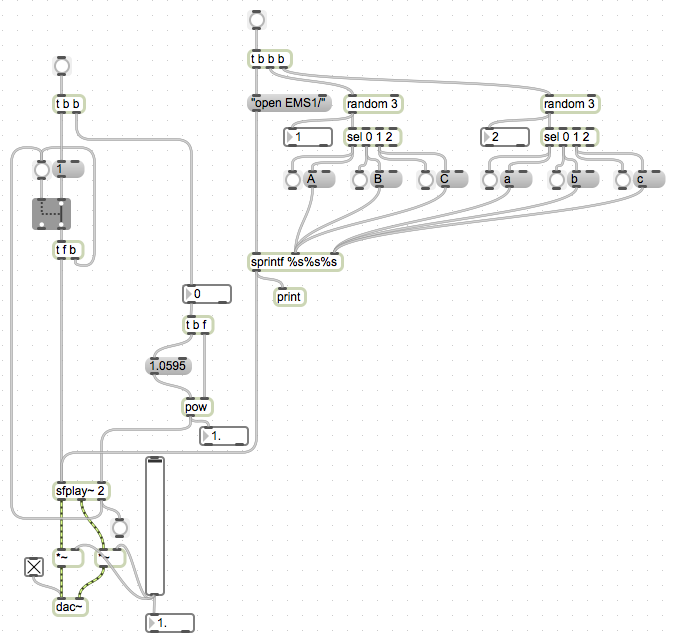 t b b b
t b b
"open EMS1/"
random 3
random 3
1
sel 0 1 2
2
sel 0 1 2
1
A
B
C
a
b
c
t f b
sprintf %s%s%s
0
print
t b f
1.0595
pow
1.
sfplay~ 2
*~
*~
dac~
1.